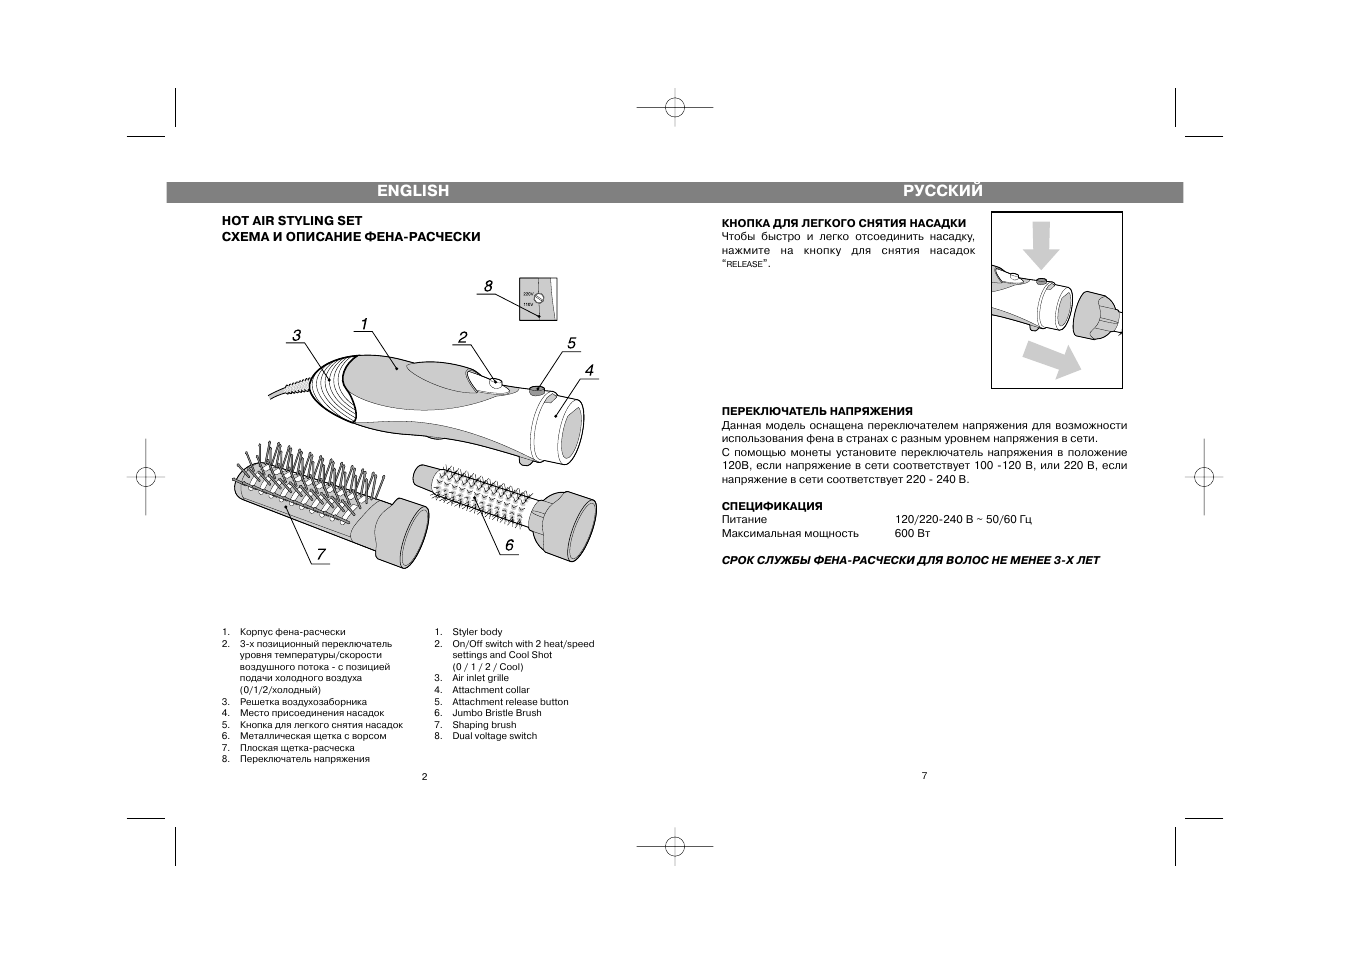 ENGLISH
HOT AIR STYLING SET
СХЕМА И ОПИСАНИЕ ФЕНА-РАСЧЕСКИ
8
220V
110V
1
3
2
5
4
6
7
1. Корпус фена-расчески
2. 3-х позиционный переключатель
уровня температуры/скорости
воздушного потока - с позицией
подачи холодного воздуха
(0/1/2/холодный)
3. Решетка воздухозаборника
4. Место присоединения насадок
5. Кнопка для легкого снятия насадок
6. Металлическая щетка с ворсом
7. Плоская щетка-расческа
8. Переключатель напряжения
1. Styler body
2. On/Off switch with 2 heat/speed
settings and Cool Shot
(0 / 1 / 2 / Cool)
3. Air inlet grille
4. Attachment collar
5. Attachment release button
6. Jumbo Bristle Brush
7. Shaping brush
8. Dual voltage switch
2
РУССКИЙ
КНОПКА ДЛЯ ЛЕГКОГО СНЯТИЯ НАСАДКИ
Чтобы быстро и легко отсоединить насадку,
нажмите на кнопку для снятия насадок
“RELEASE”.
ПЕРЕКЛЮЧАТЕЛЬ НАПРЯЖЕНИЯ
Данная модель оснащена переключателем напряжения для возможности
использования фена в странах с разным уровнем напряжения в сети.
С помощью монеты установите переключатель напряжения в положение
120В, если напряжение в сети соответствует 100 -120 В, или 220 В, если
напряжение в сети соответствует 220 - 240 В.
СПЕЦИФИКАЦИЯ
Питание 120/220-240 В ~ 50/60 Гц
Максимальная мощность 600 Вт
СРОК СЛУЖБЫ ФЕНА-РАСЧЕСКИ ДЛЯ ВОЛОС НЕ МЕНЕЕ 3-Х ЛЕТ
7